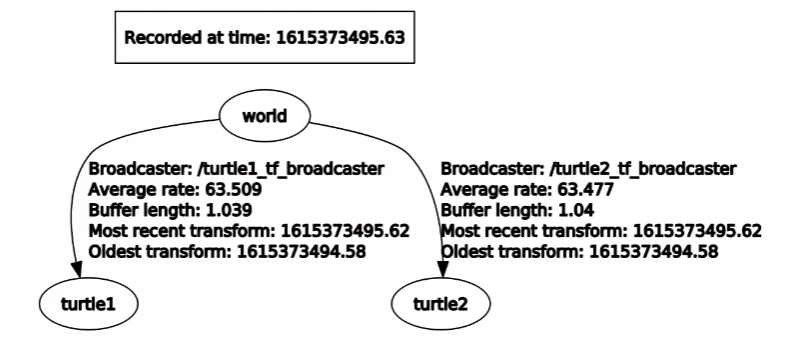 Recorded at time: 1615373495.63
world
Broadcaster: /turtle1_tf_broadcaster
Average rate: 63.509
Buffer length: 1.039
Most recent transform: 1615373495.62
Oldest transform: 1615373494.58
Broadcaster: /turtle2_tf_broadcaster
Average rate: 63.477
Buffer length: 1.04
Most recent transform: 1615373495.62
Oldest transform: 1615373494.58
turtle1
turtle2